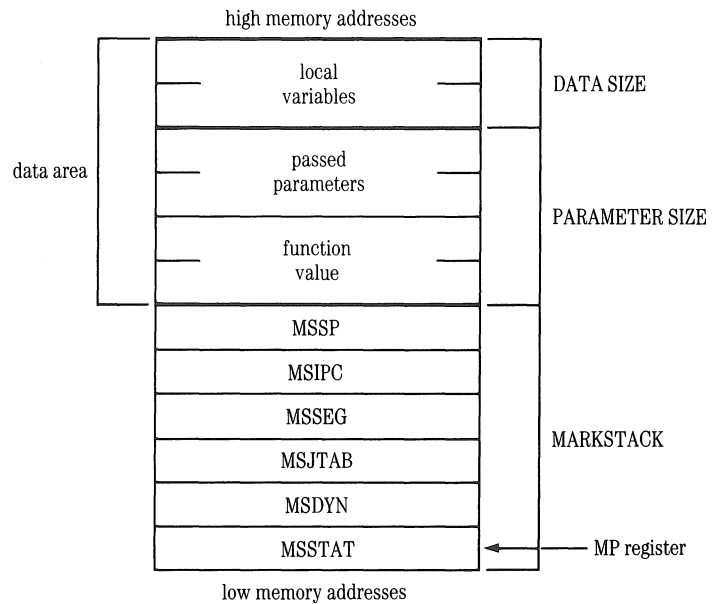 high memory addresses
local
variables
DATA SIZE
data area
passed
parameters
PARAMETER SIZE
function
value
MSSP
MSIPC
MSSEG
MSJTAB
MARKSTACK
MSDYN
MSSTAT
MP register
low memory addresses